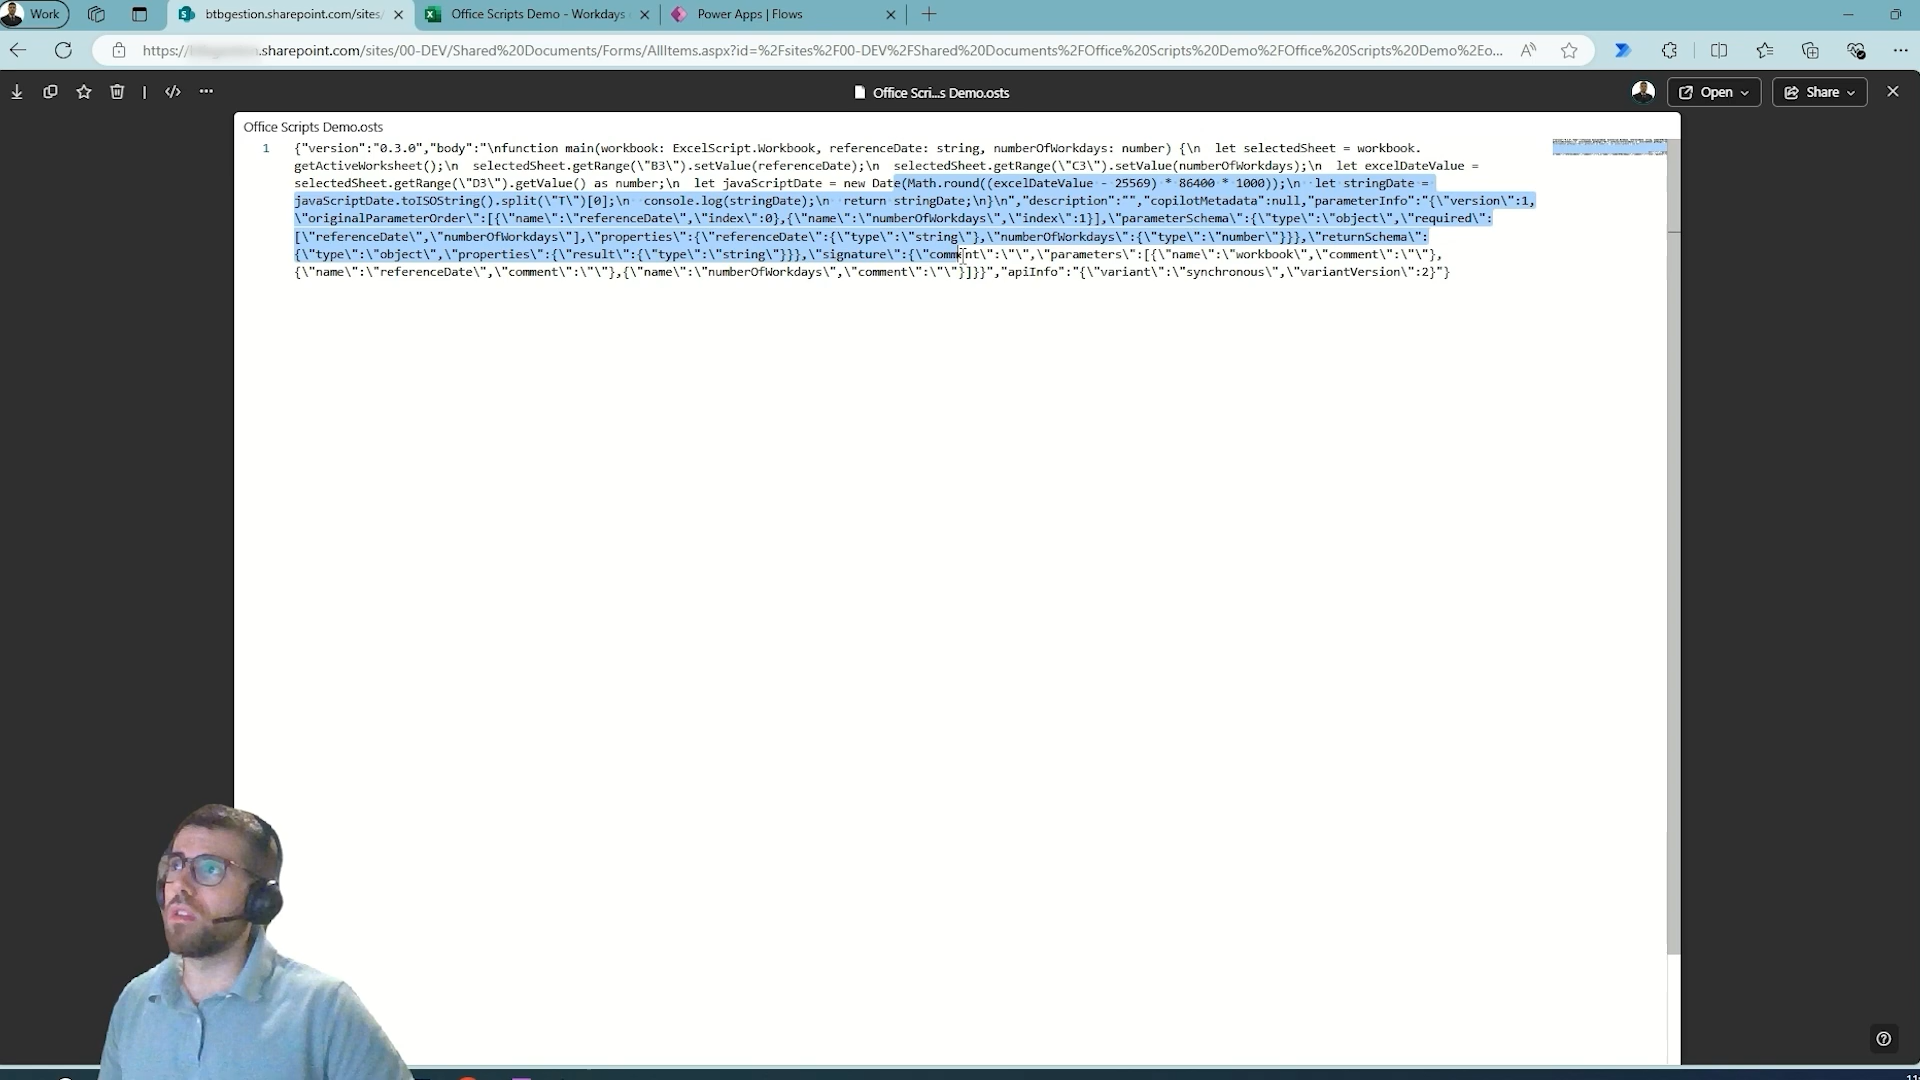 Work
btbgestion.sharepoint.com/sites/
Office Scripts Demo - Workdays
Power Apps | Flows
https:// .sharepoint.com/sites/00-DEV/Shared%20Documents/Forms/AllItems.aspx?id=%2Fsites%2F00-DEV%2FShared%20Documents%2FOffice%20Scripts%20Demo%2FOffice%20Scripts%20Demo%2Eo...
Office Scri...s Demo.osts
Open
Share
Office Scripts Demo.osts
1 {"version":"0.3.0","body":"\nfunction main(workbook: ExcelScript.Workbook, referenceDate: string, numberOfWorkdays: number) {\n  let selectedSheet = workbook.
getActiveWorksheet();\n  selectedSheet.getRange(\"B3\").setValue(referenceDate);\n  selectedSheet.getRange(\"C3\").setValue(numberOfWorkdays);\n  let excelDateValue =
selectedSheet.getRange(\"D3\").getValue() as number;\n  let javaScriptDate = new Date(Math.round((excelDateValue - 25569) * 86400 * 1000));\n  let stringDate =
javaScriptDate.toISOString().split(\"T\")[0];\n  console.log(stringDate);\n  return stringDate;\n}\n","description":"","copilotMetadata":null,"parameterInfo":"{\"version\":1,
\"originalParameterOrder\":[{\"name\":\"referenceDate\",\"index\":0},{\"name\":\"numberOfWorkdays\",\"index\":1}],\"parameterSchema\":{\"type\":\"object\",\"required\":
[\"referenceDate\",\"numberOfWorkdays\"],\"properties\":{\"referenceDate\":{\"type\":\"string\"},\"numberOfWorkdays\":{\"type\":\"number\"}}},\"returnSchema\":
{\"type\":\"object\",\"properties\":{\"result\":{\"type\":\"string\"}}},\"signature\":{\"comment\":\"\",\"parameters\":[{\"name\":\"workbook\",\"comment\":\"\"},
{\"name\":\"referenceDate\",\"comment\":\"\"},{\"name\":\"numberOfWorkdays\",\"comment\":\"\"}]}}","apiInfo":"{\"variant\":\"synchronous\",\"variantVersion\":2}"}